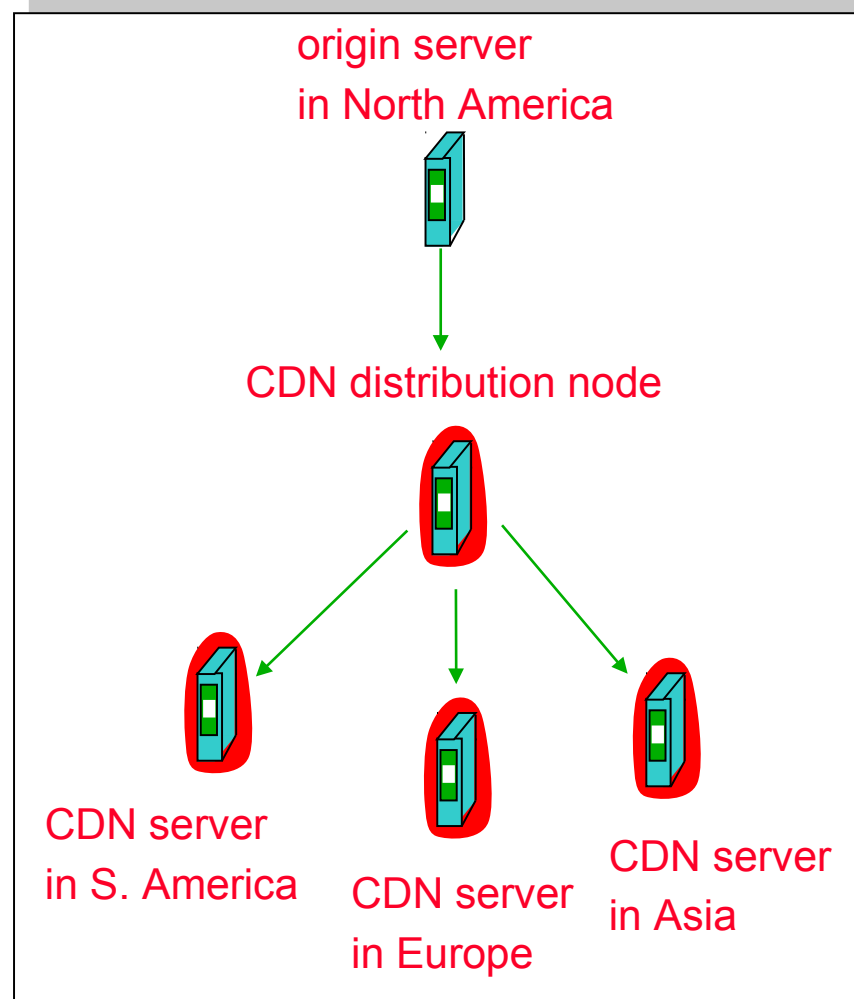 origin server
in North America
CDN distribution node
CDN server
in S. America
CDN server
in Europe
CDN server
in Asia